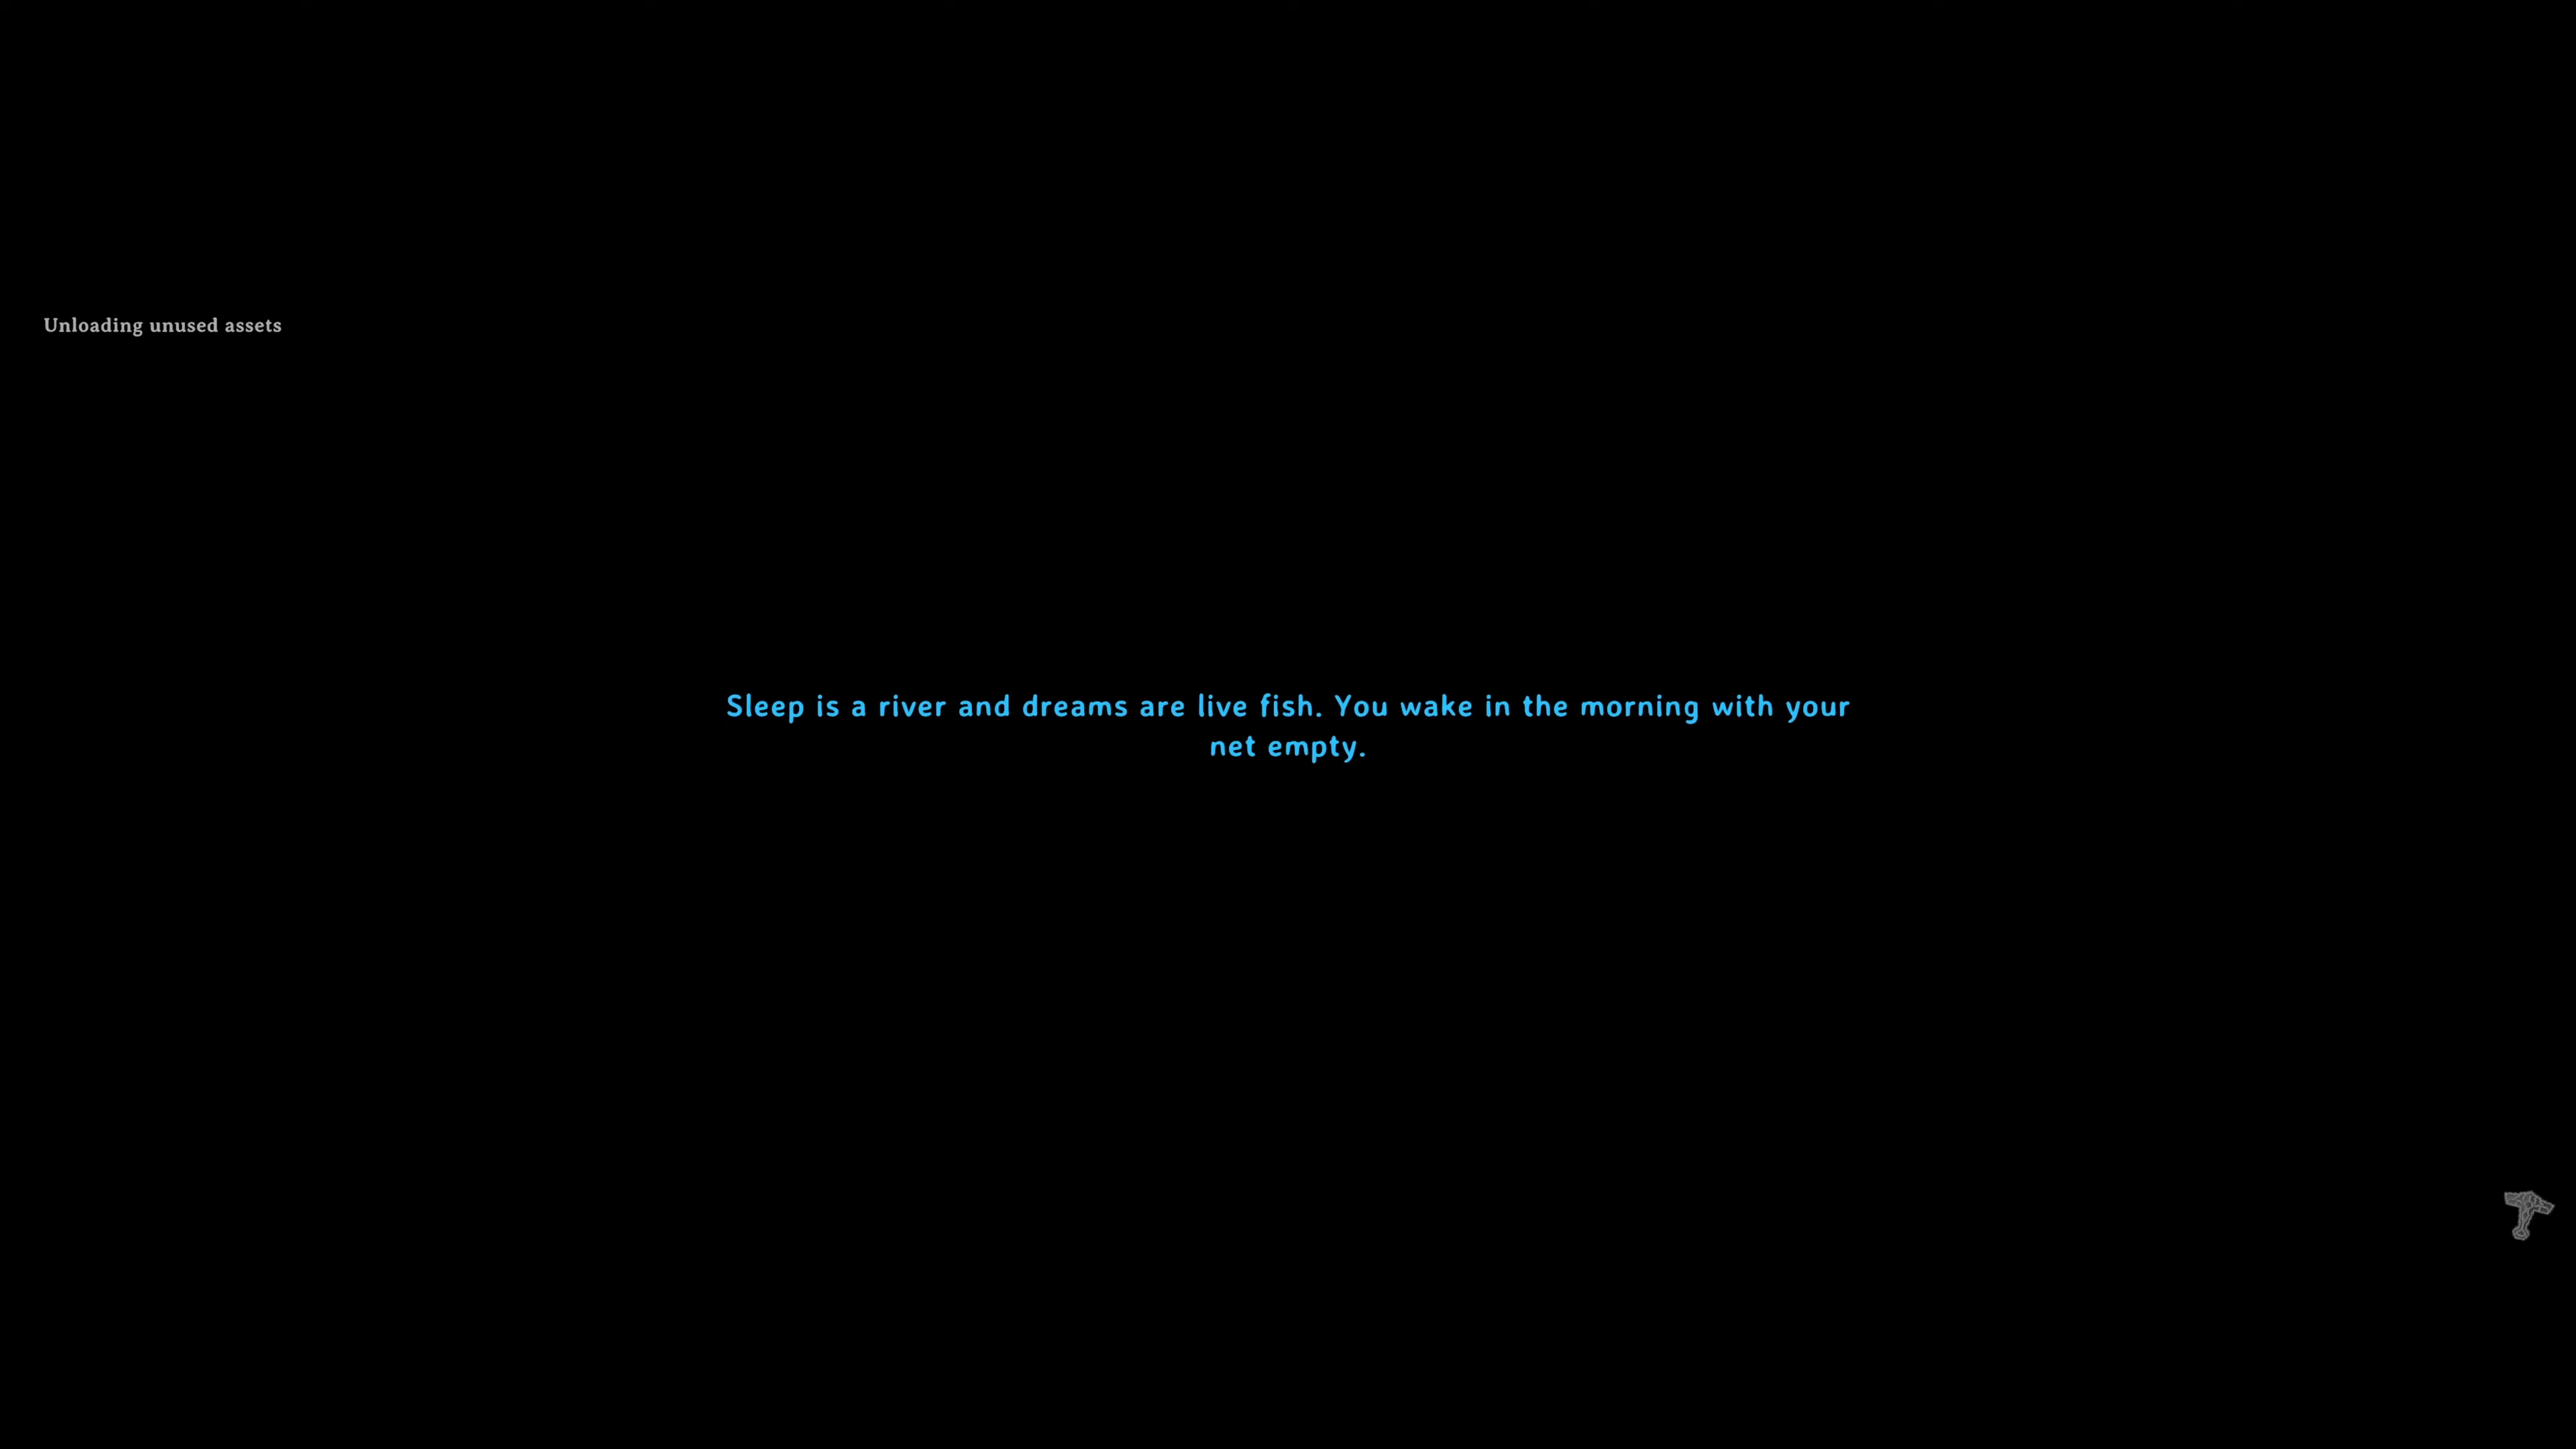 Unloading unused assets
Sleep is a river and dreams are live fish. You wake in the morning with your
net empty.